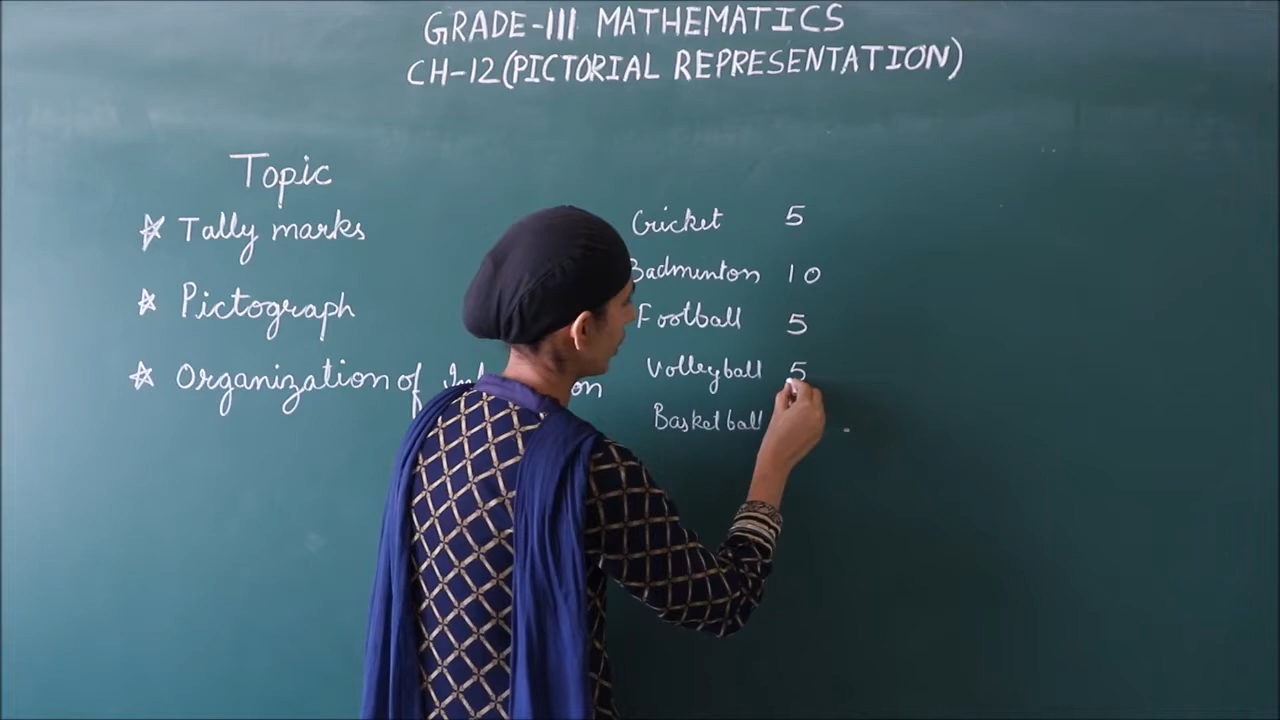 GRADE-III MATHEMATICS
CH-12(PICTORIAL REPRESENTATION)
Topic
Tally marks
Pictograph
Organization of
Cricket 5
Badminton 10
Football 5
Volleyball 5
Basketball